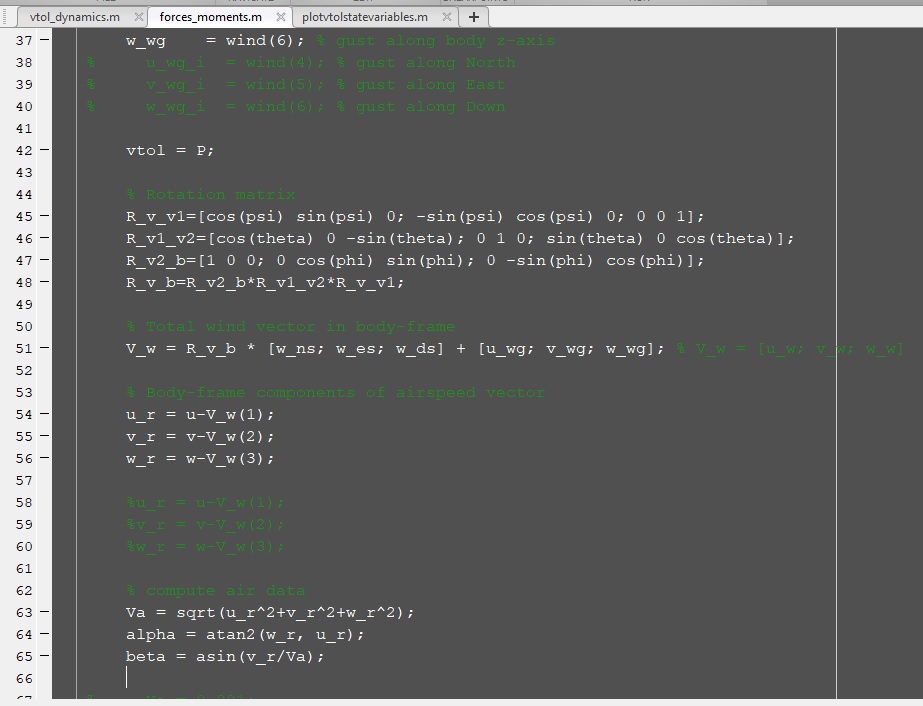 vtol_dynamics.m × forces_moments.m × plotvtolstatevariables.m × +
37 – w_wg = wind(6); % gust along body z-axis
38 % u_wg_i = wind(4); % gust along North
39 % v_wg_i = wind(5); % gust along East
40 % w_wg_i = wind(6); % gust along Down
41
42 – vtol = P;
43
44 % Rotation matrix
45 – R_v_v1=[cos(psi) sin(psi) 0; -sin(psi) cos(psi) 0; 0 0 1];
46 – R_v1_v2=[cos(theta) 0 -sin(theta); 0 1 0; sin(theta) 0 cos(theta)];
47 – R_v2_b=[1 0 0; 0 cos(phi) sin(phi); 0 -sin(phi) cos(phi)];
48 – R_v_b=R_v2_b*R_v1_v2*R_v_v1;
49
50 % Total wind vector in body-frame
51 – V_w = R_v_b * [w_ns; w_es; w_ds] + [u_wg; v_wg; w_wg]; % V_w = [u_w; v_w; w_w]
52
53 % Body-frame components of airspeed vector
54 – u_r = u-V_w(1);
55 – v_r = v-V_w(2);
56 – w_r = w-V_w(3);
57
58 %u_r = u-V_w(1);
59 %v_r = v-V_w(2);
60 %w_r = w-V_w(3);
61
62 % compute air data
63 – Va = sqrt(u_r^2+v_r^2+w_r^2);
64 – alpha = atan2(w_r, u_r);
65 – beta = asin(v_r/Va);
66